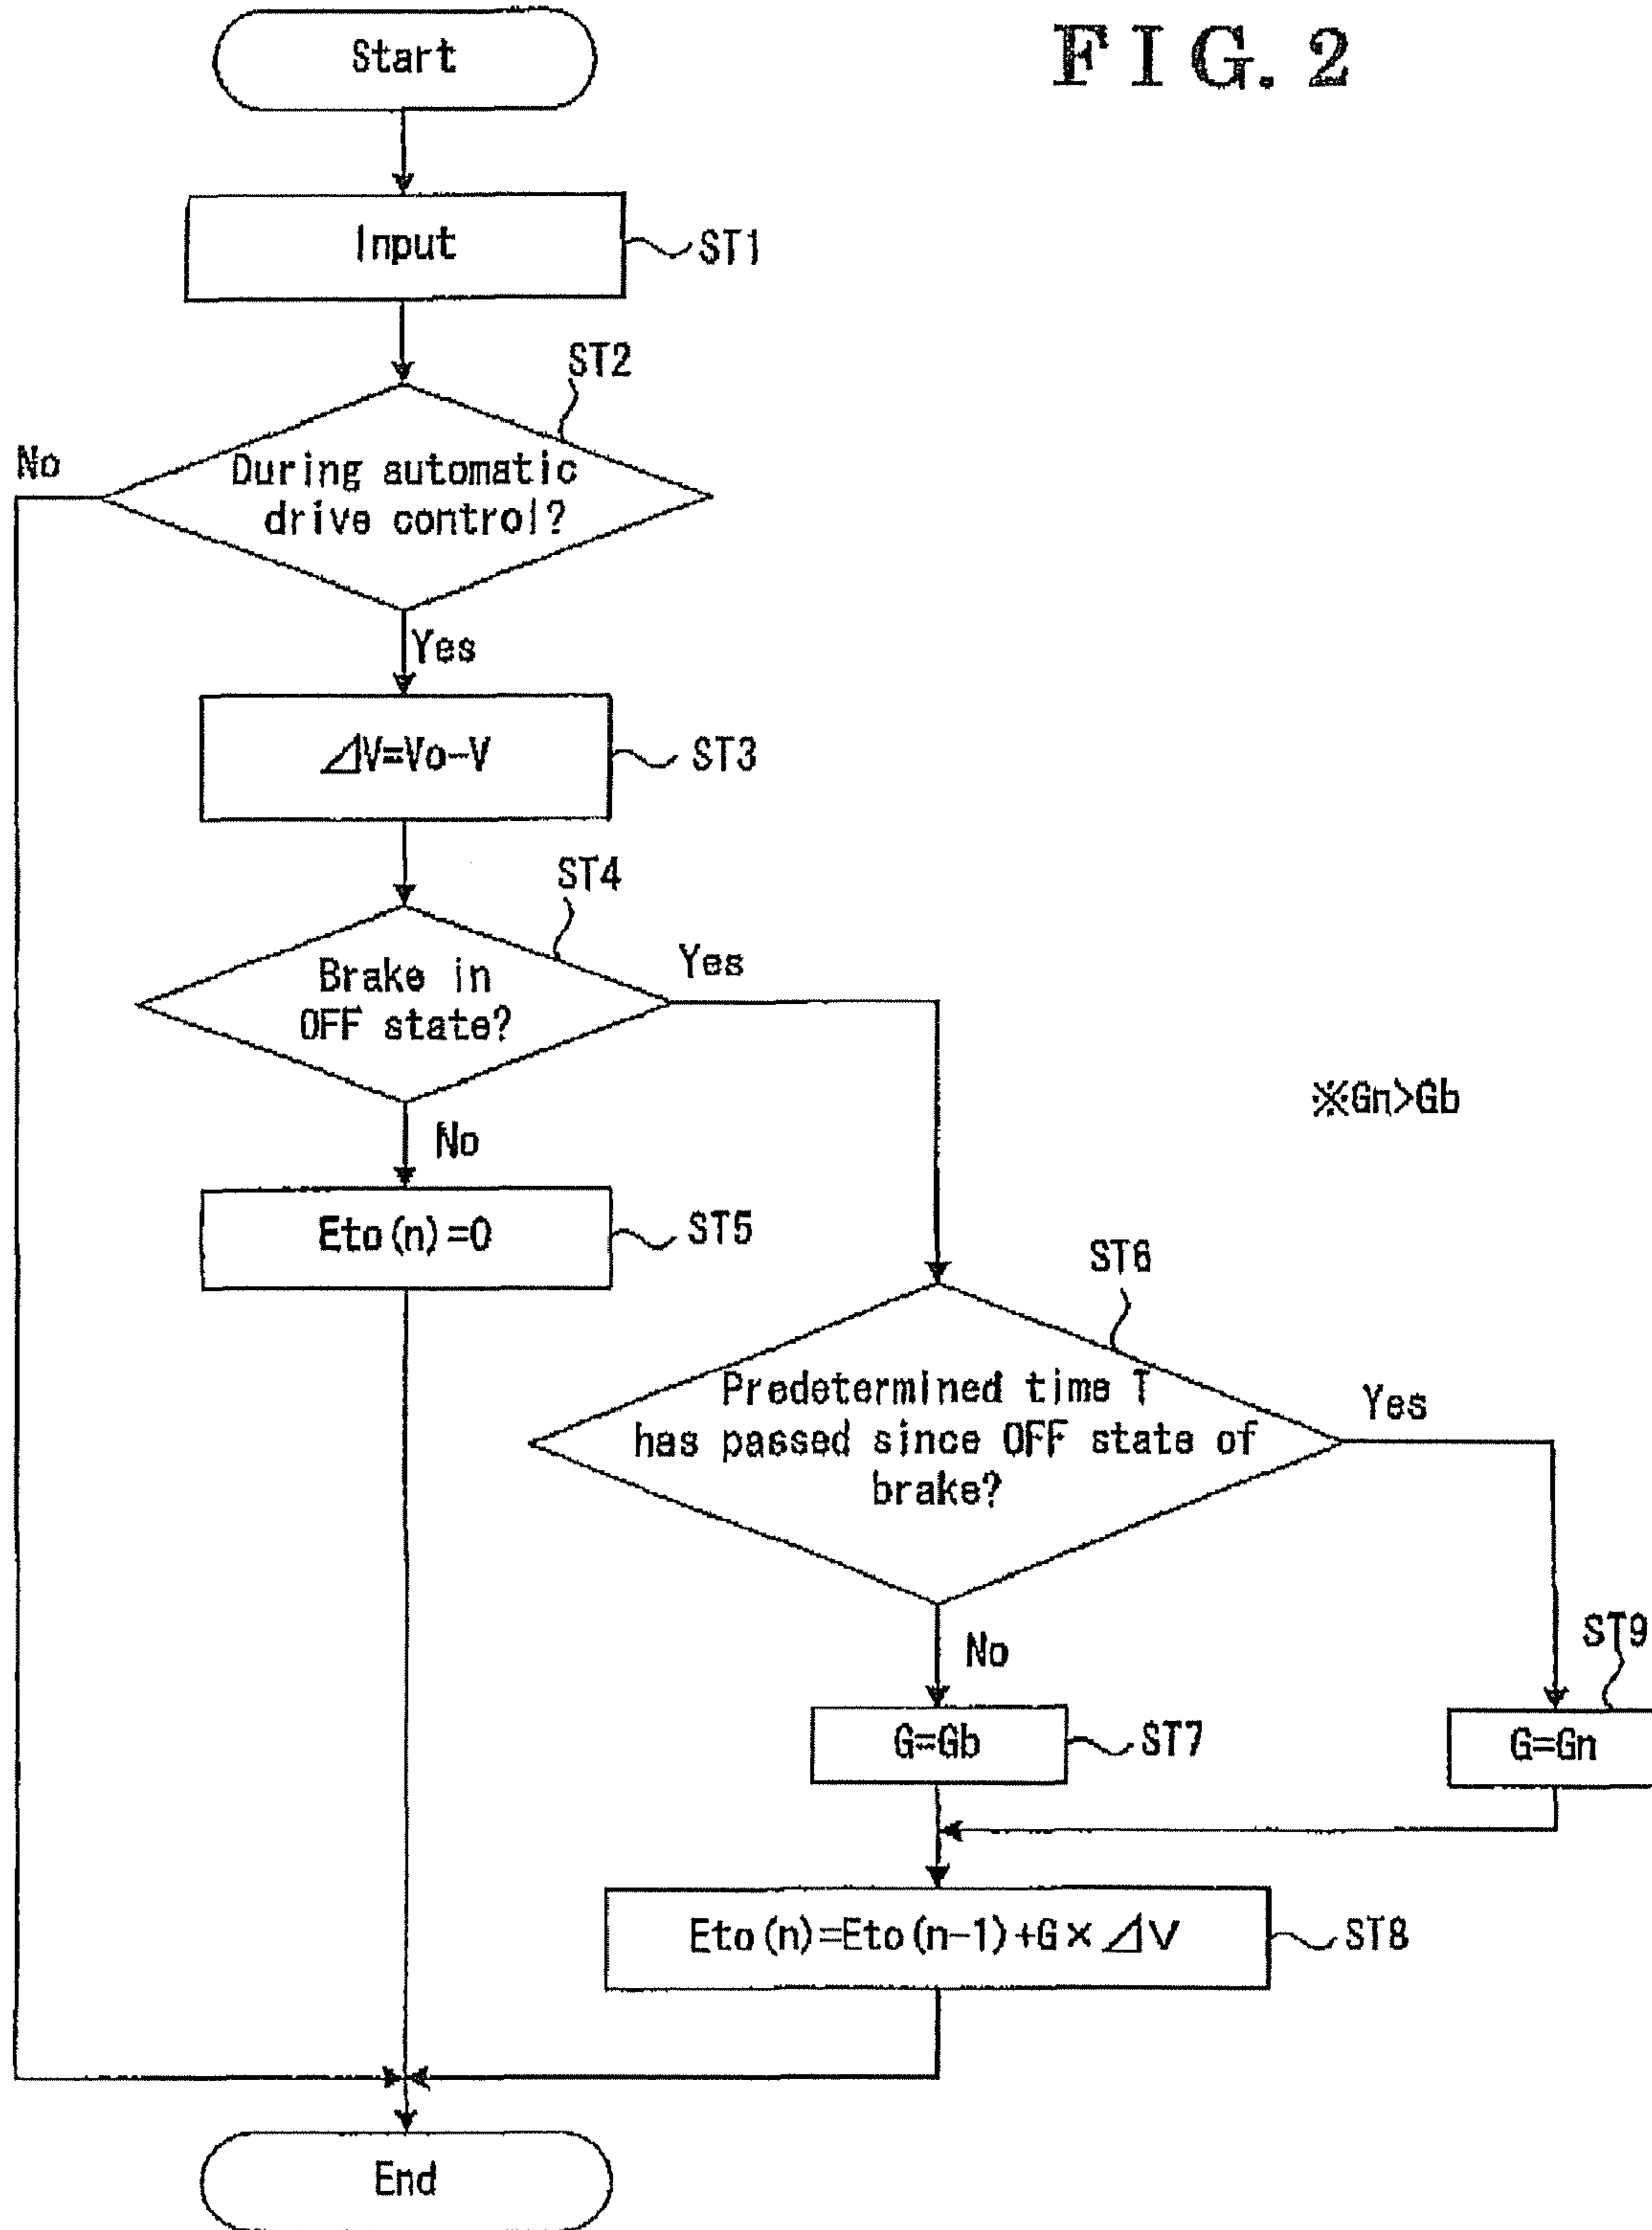 FIG. 2
Start
Input
ST1
ST2
No
During automatic
drive control?
Yes
⊿V=Vo-V
ST3
ST4
Brake in
OFF state?
Yes
※Gn>Gb
No
Eto(n)=0
ST5
ST6
Predetermined time T
has passed since OFF state of
brake?
Yes
No
ST9
G=Gb
ST7
G=Gn
Eto(n)=Eto(n-1)+G×⊿V
ST8
End